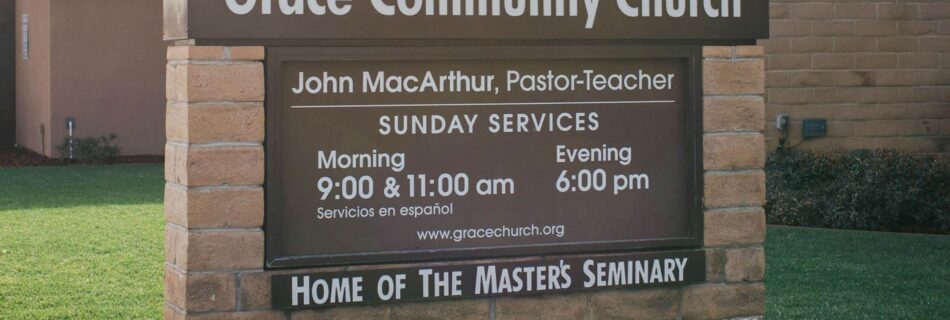 Grace Community Church
John MacArthur, Pastor-Teacher
SUNDAY SERVICES
Morning
9:00 & 11:00 am
Servicios en español
Evening
6:00 pm
www.gracechurch.org
HOME OF THE MASTER'S SEMINARY